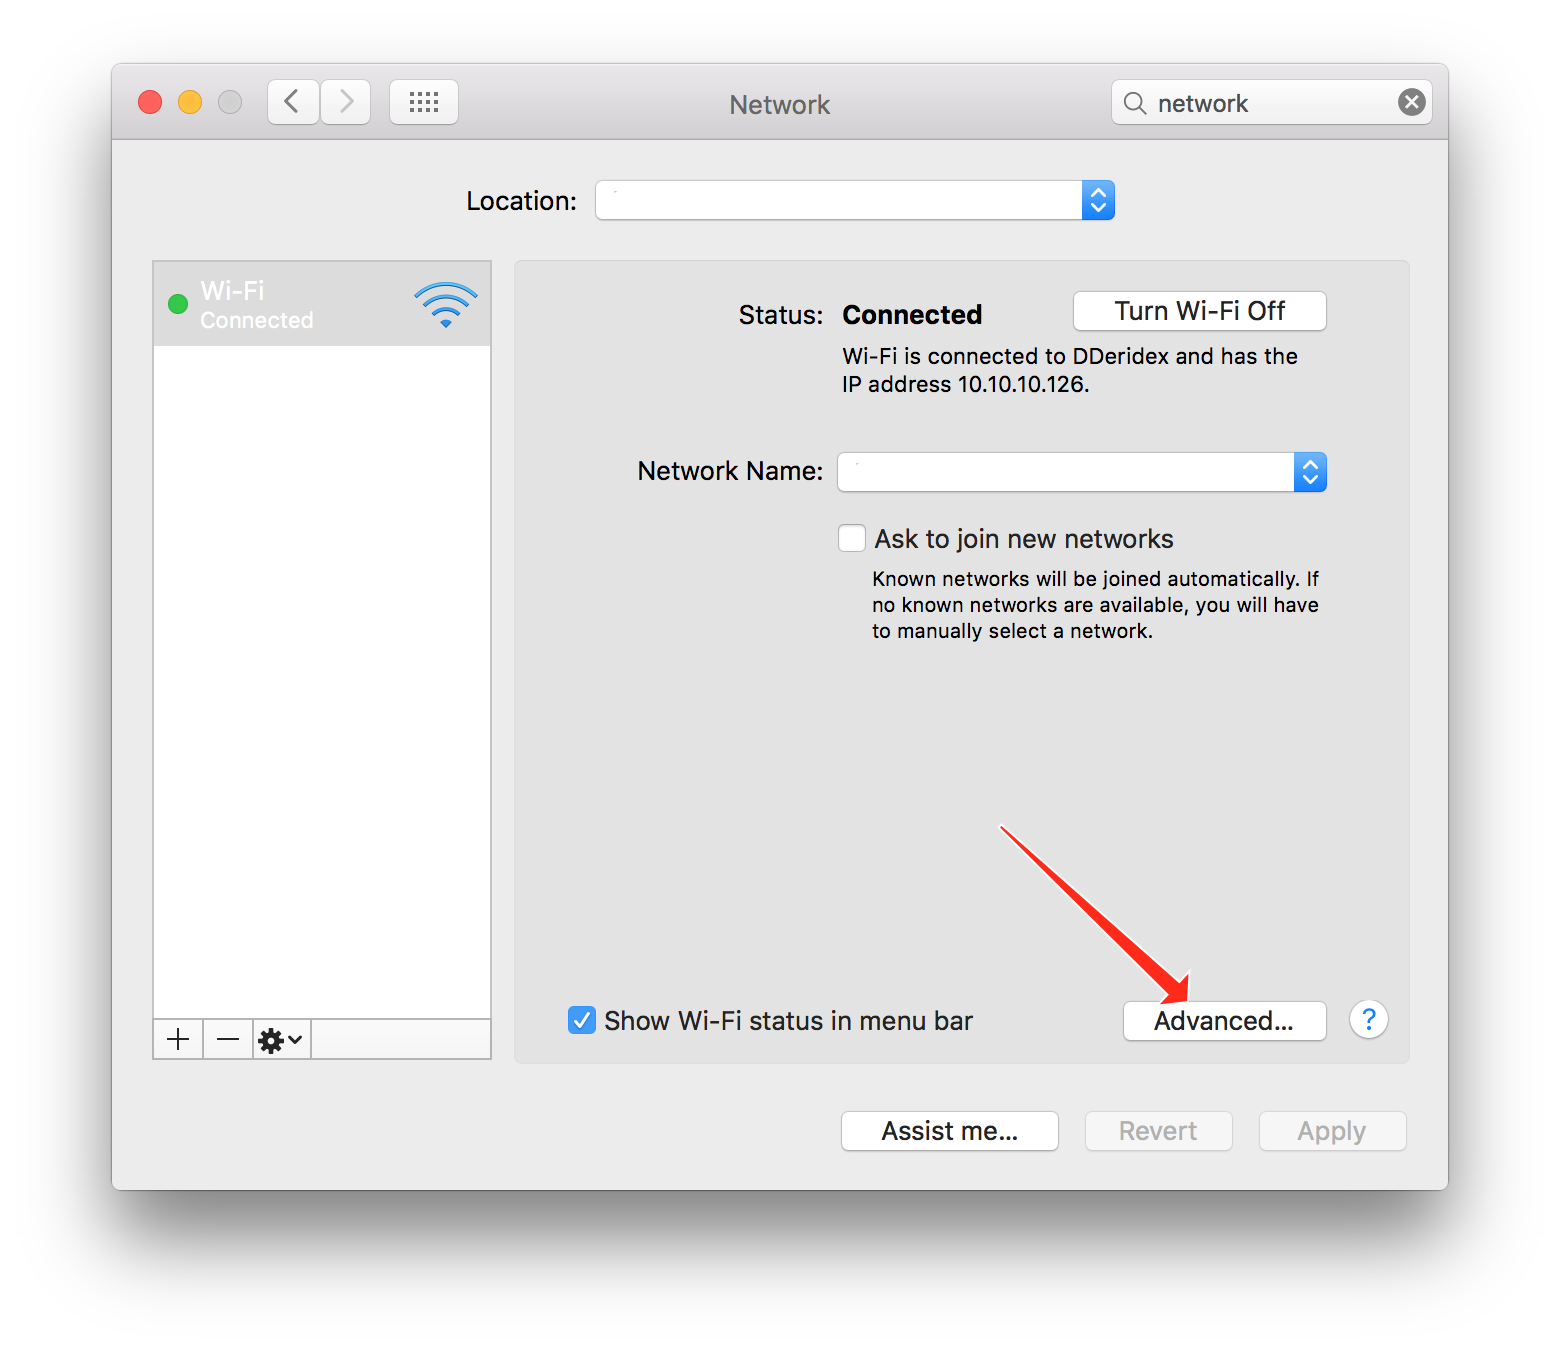 Network
network
Location:
Wi-Fi
Connected
Status: Connected
Turn Wi-Fi Off
Wi-Fi is connected to DDeridex and has the
IP address 10.10.10.126.
Network Name:
Ask to join new networks
Known networks will be joined automatically. If
no known networks are available, you will have
to manually select a network.
Show Wi-Fi status in menu bar
Advanced...
?
Assist me...
Revert
Apply